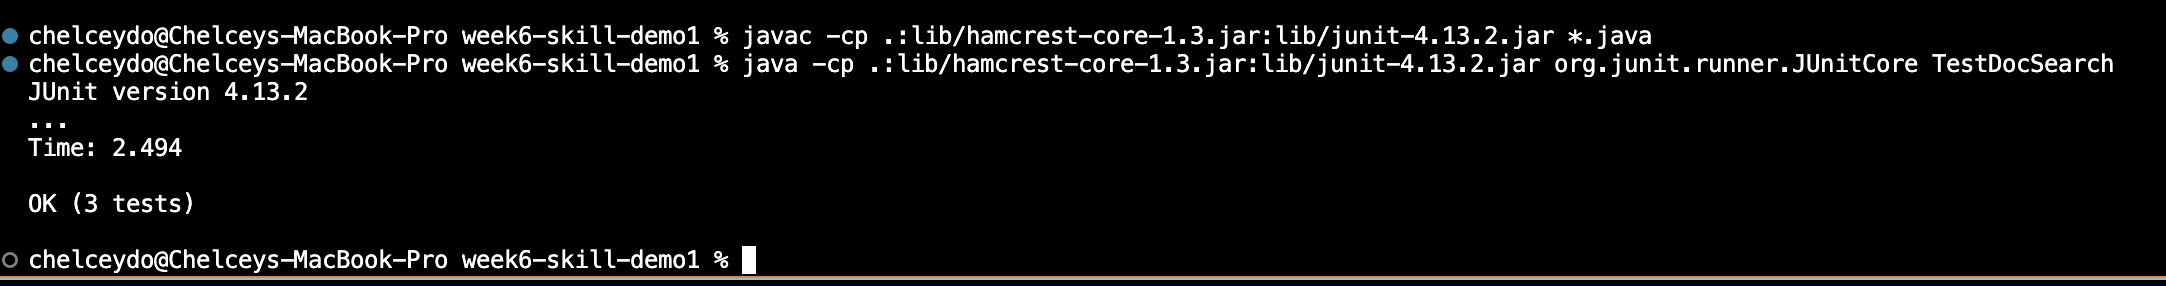 chelceydo@Chelceys-MacBook-Pro week6-skill-demo1 % javac -cp .:lib/hamcrest-core-1.3.jar:lib/junit-4.13.2.jar *.java
chelceydo@Chelceys-MacBook-Pro week6-skill-demo1 % java -cp .:lib/hamcrest-core-1.3.jar:lib/junit-4.13.2.jar org.junit.runner.JUnitCore TestDocSearch
JUnit version 4.13.2
...
Time: 2.494
OK (3 tests)
chelceydo@Chelceys-MacBook-Pro week6-skill-demo1 %